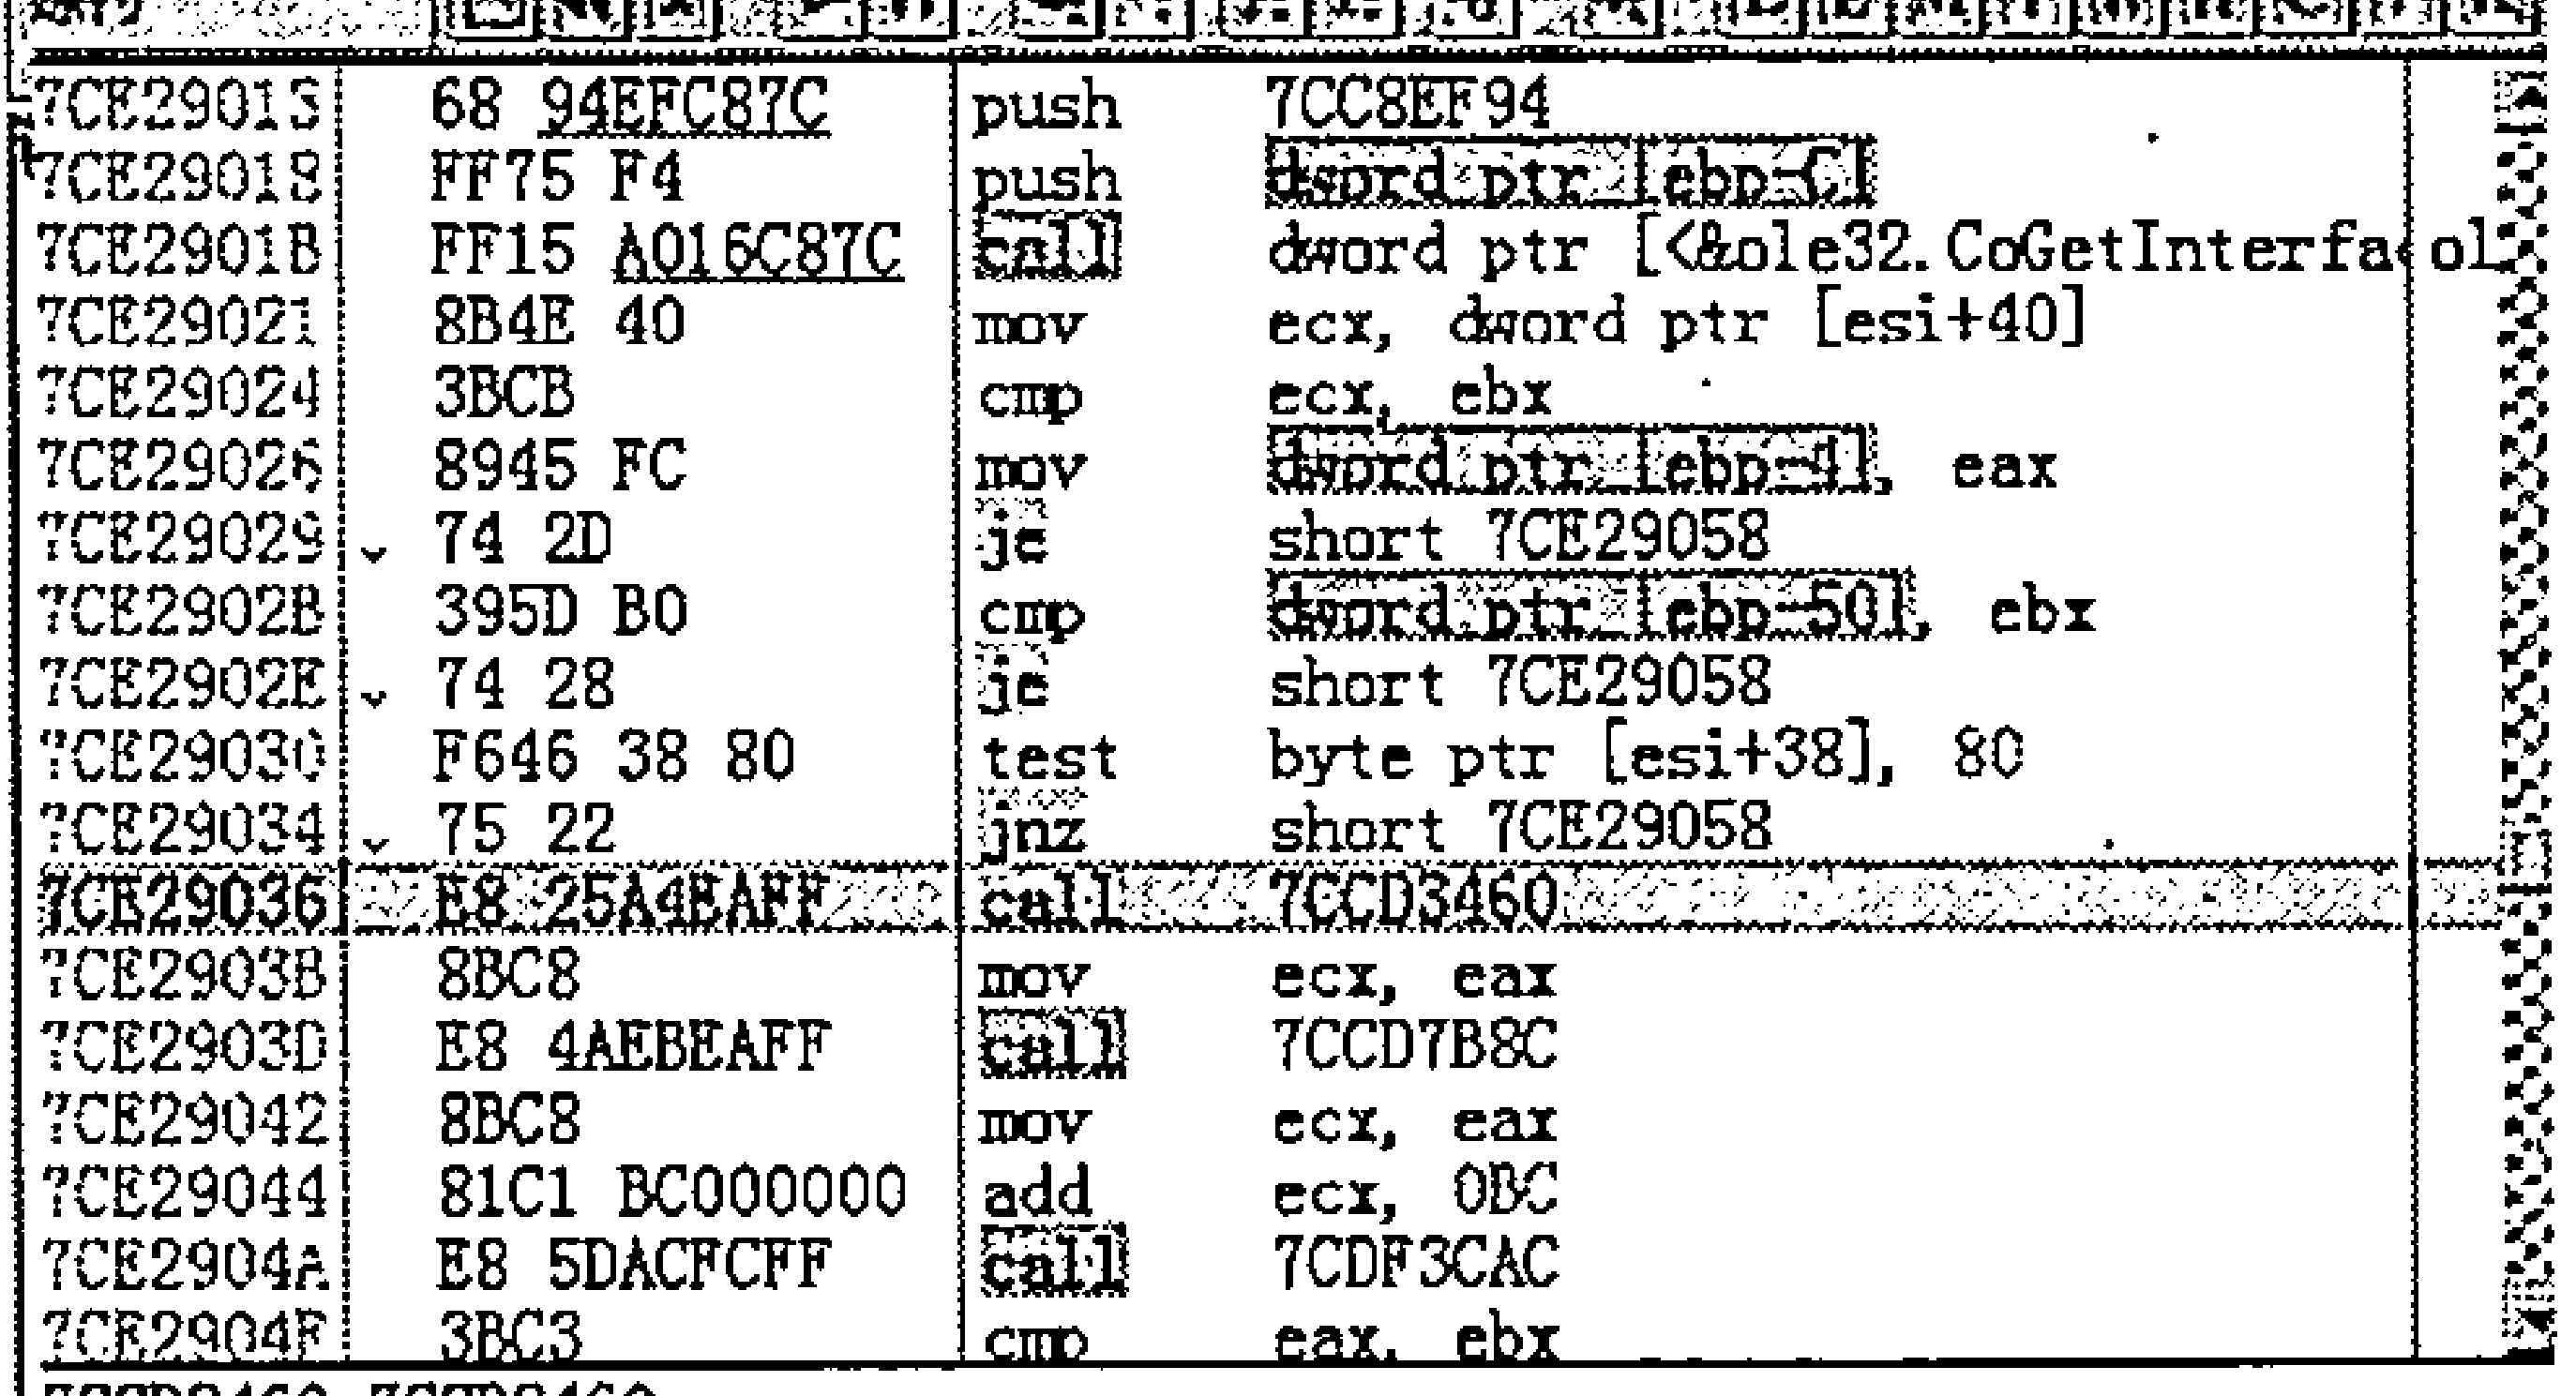 7CE29013 68 94EFC87C push 7CC8EF94
7CE29018 FF75 F4 push dword ptr [ebp-C]
7CE2901B FF15 A016C87C call dword ptr [<&ole32.CoGetInterfa ol
7CE29021 8B4E 40 mov ecx, dword ptr [esi+40]
7CE29024 3BCB cmp ecx, ebx
7CE29026 8945 FC mov dword ptr [ebp-4], eax
7CE29029 74 2D je short 7CE29058
7CE2902B 395D B0 cmp dword ptr [ebp-50], ebx
7CE2902E 74 28 je short 7CE29058
7CE29030 F646 38 80 test byte ptr [esi+38], 80
7CE29034 75 22 jnz short 7CE29058
7CE29036 E8 25A4EAFF call 7CCD3460
7CE2903B 8BC8 mov ecx, eax
7CE2903D E8 4AEBEAFF call 7CCD7B8C
7CE29042 8BC8 mov ecx, eax
7CE29044 81C1 BC000000 add ecx, 0BC
7CE2904A E8 5DACFCFF call 7CDF3CAC
7CE2904F 3BC3 cmp eax, ebx